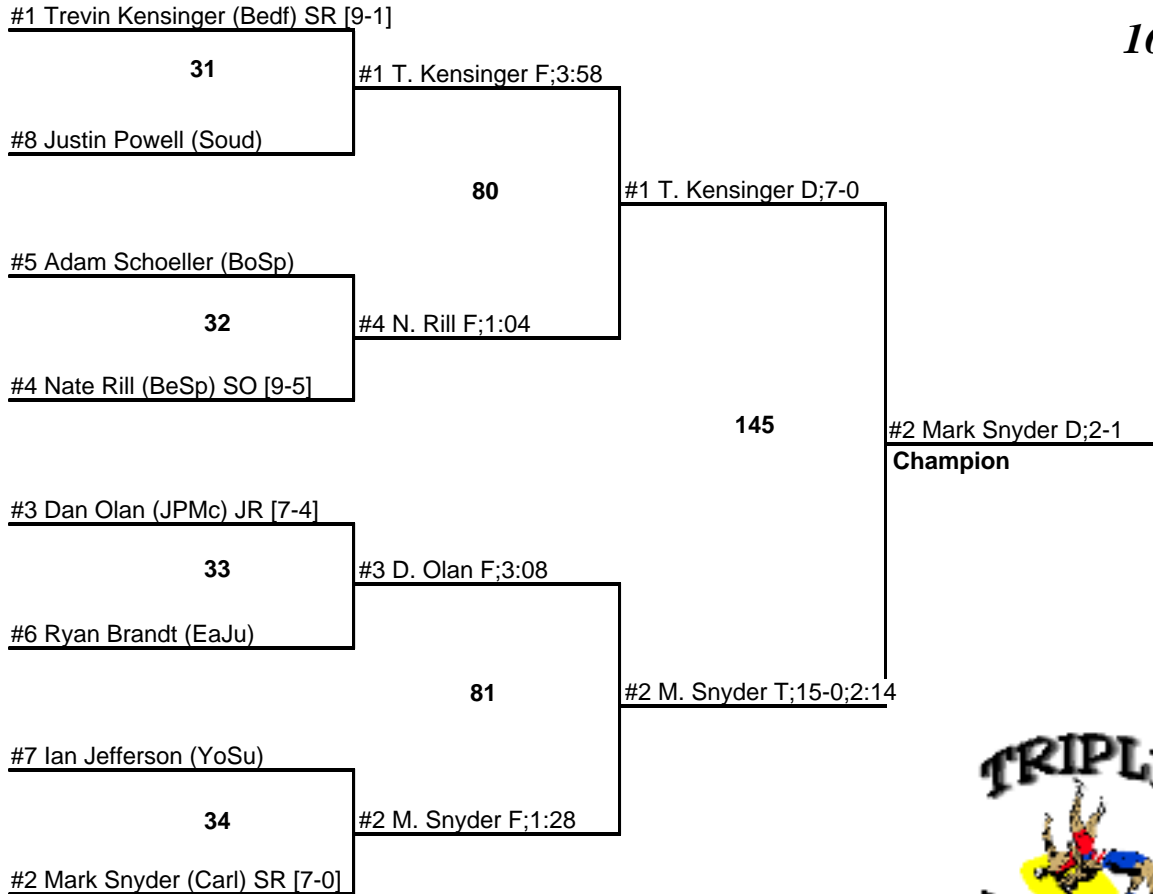 #1 Trevin Kensinger (Bedf) SR [9-1]
31
#1 T. Kensinger F;3:58
#8 Justin Powell (Soud)
80
#1 T. Kensinger D;7-0
#5 Adam Schoeller (BoSp)
32
#4 N. Rill F;1:04
#4 Nate Rill (BeSp) SO [9-5]
145
#2 Mark Snyder D;2-1
Champion
#3 Dan Olan (JPMc) JR [7-4]
33
#3 D. Olan F;3:08
#6 Ryan Brandt (EaJu)
81
#2 M. Snyder T;15-0;2:14
#7 Ian Jefferson (YoSu)
34
#2 M. Snyder F;1:28
#2 Mark Snyder (Carl) SR [7-0]
TRIPL